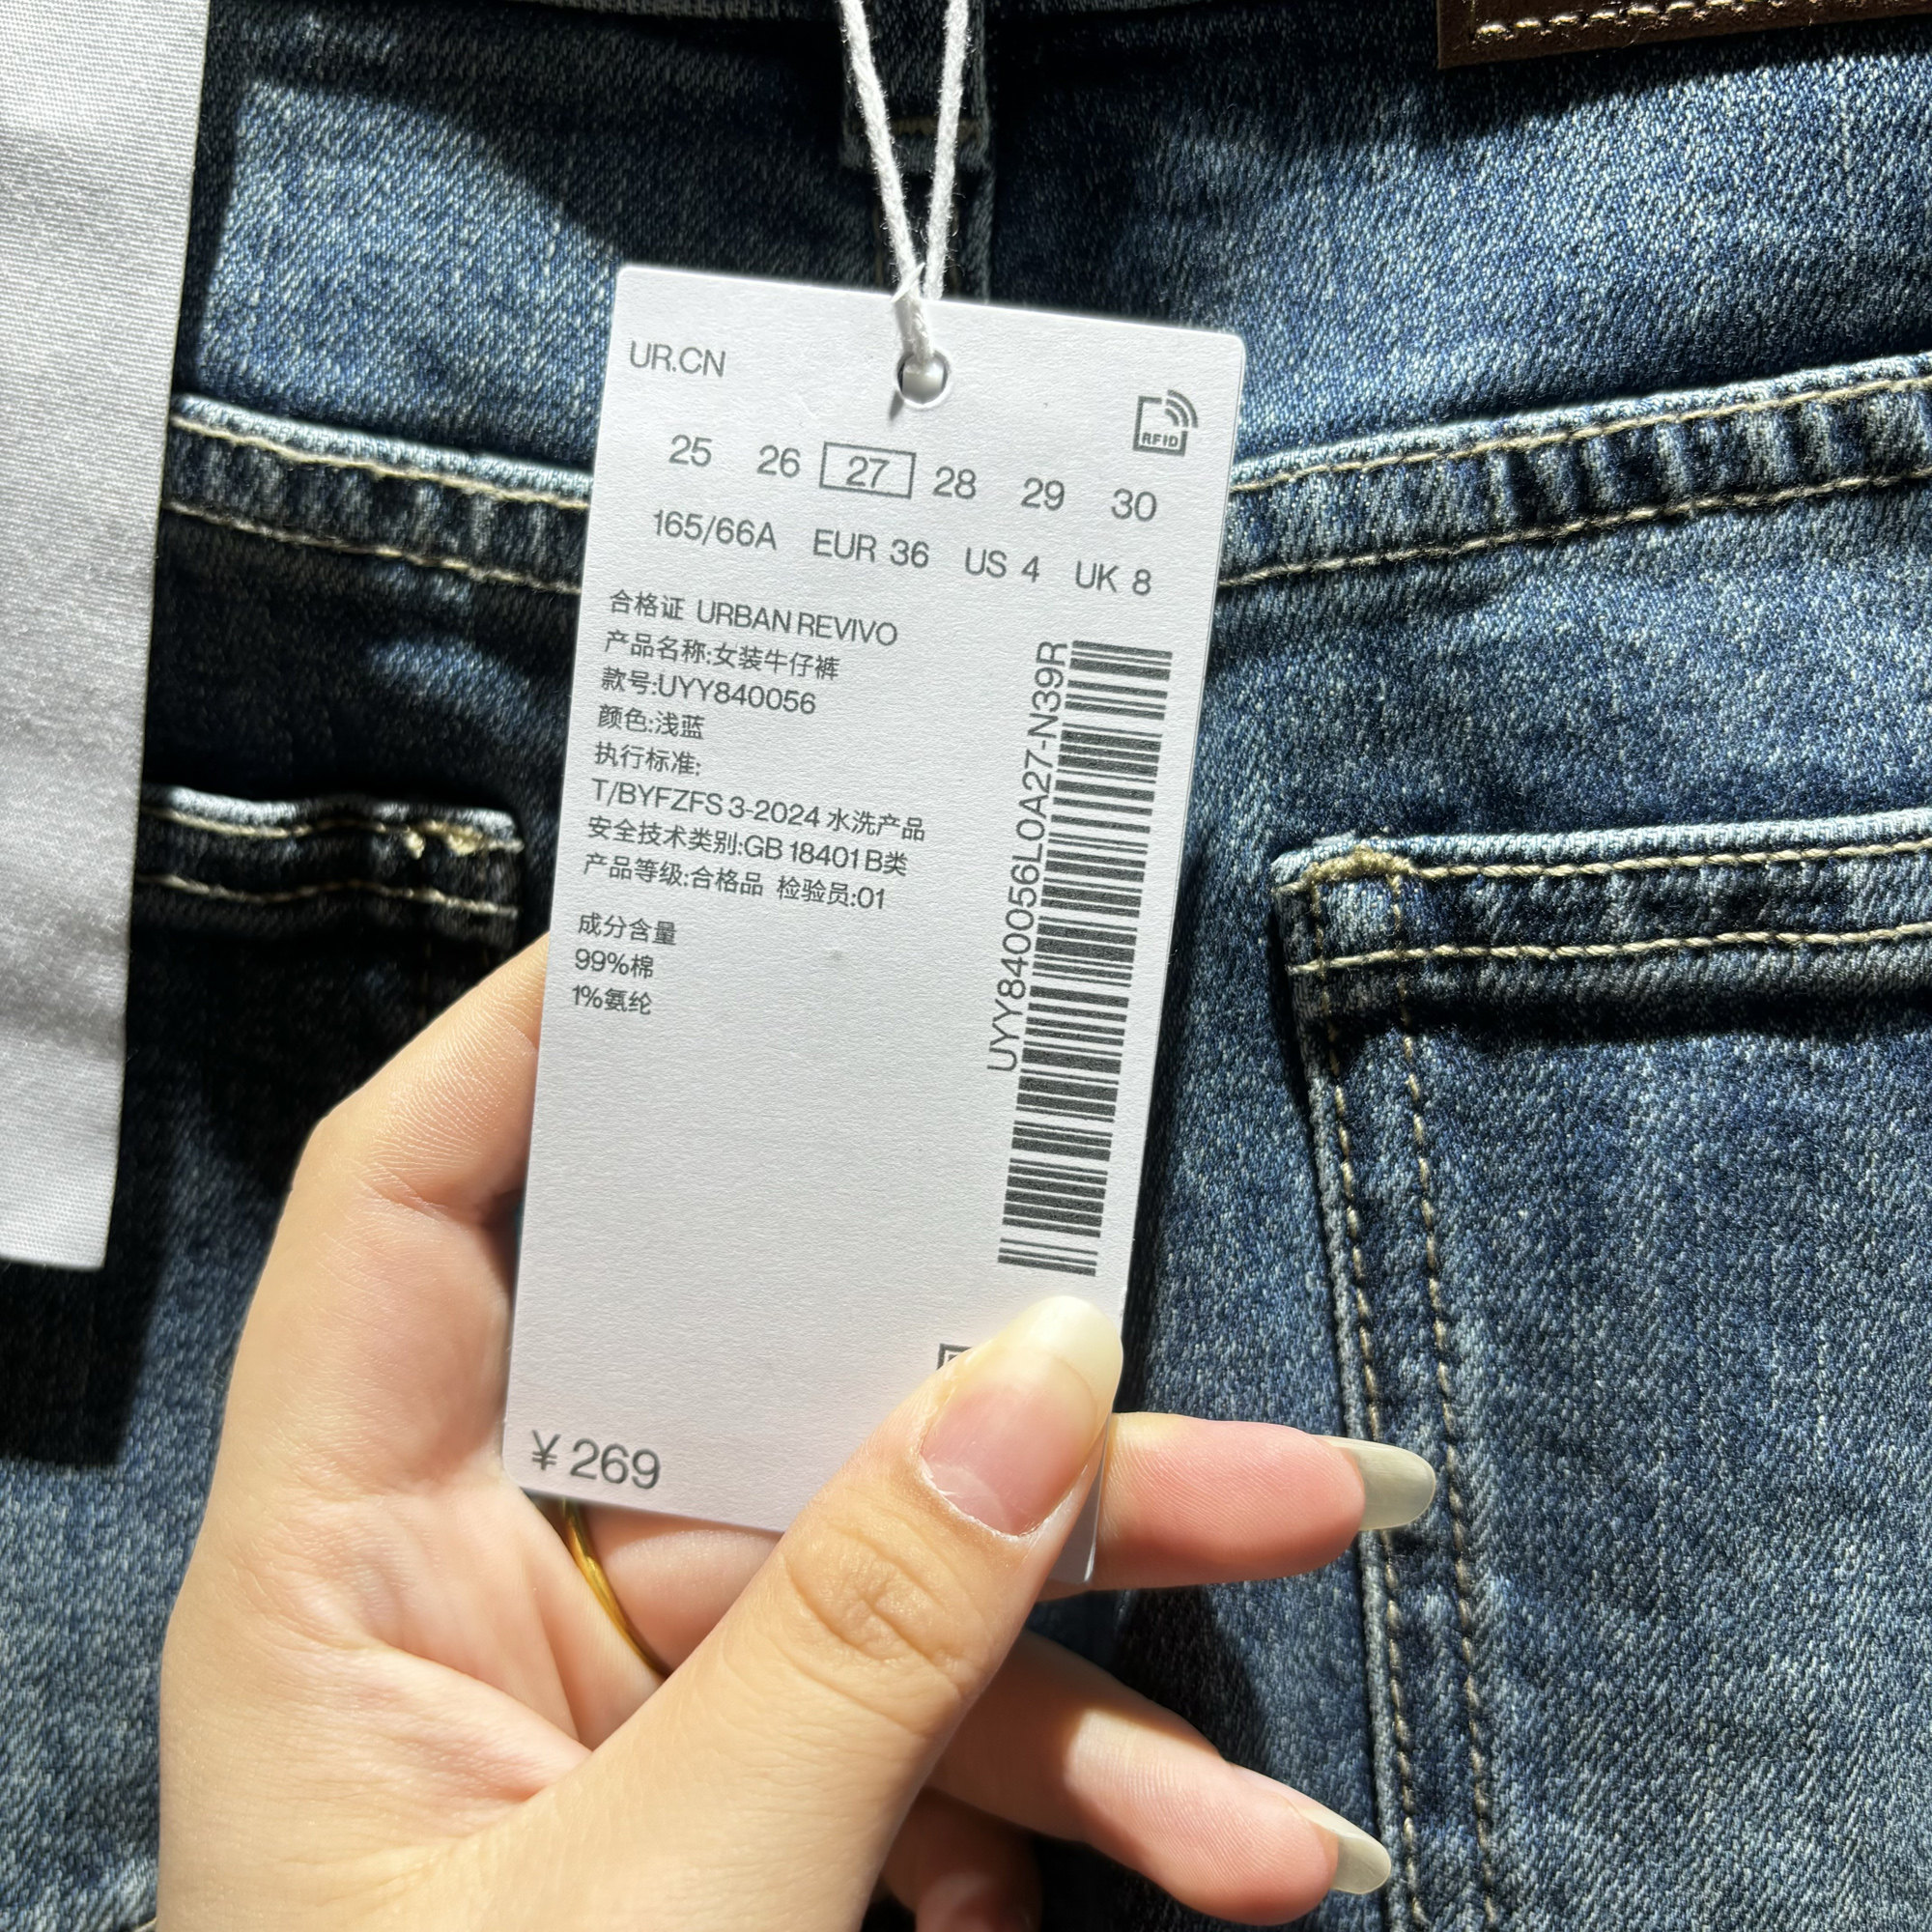 UR.CN
RFID
25 26 27 28 29 30
165/66A EUR 36 US 4 UK 8
合格证 URBAN REVIVO
产品名称:女装牛仔裤
款号:UYY840056
颜色:浅蓝
执行标准:
T/BYFZFS 3-2024 水洗产品
安全技术类别:GB 18401 B类
产品等级:合格品 检验员:01
成分含量
99%棉
1%氨纶
UYY840056L0A27-N39R
¥ 269